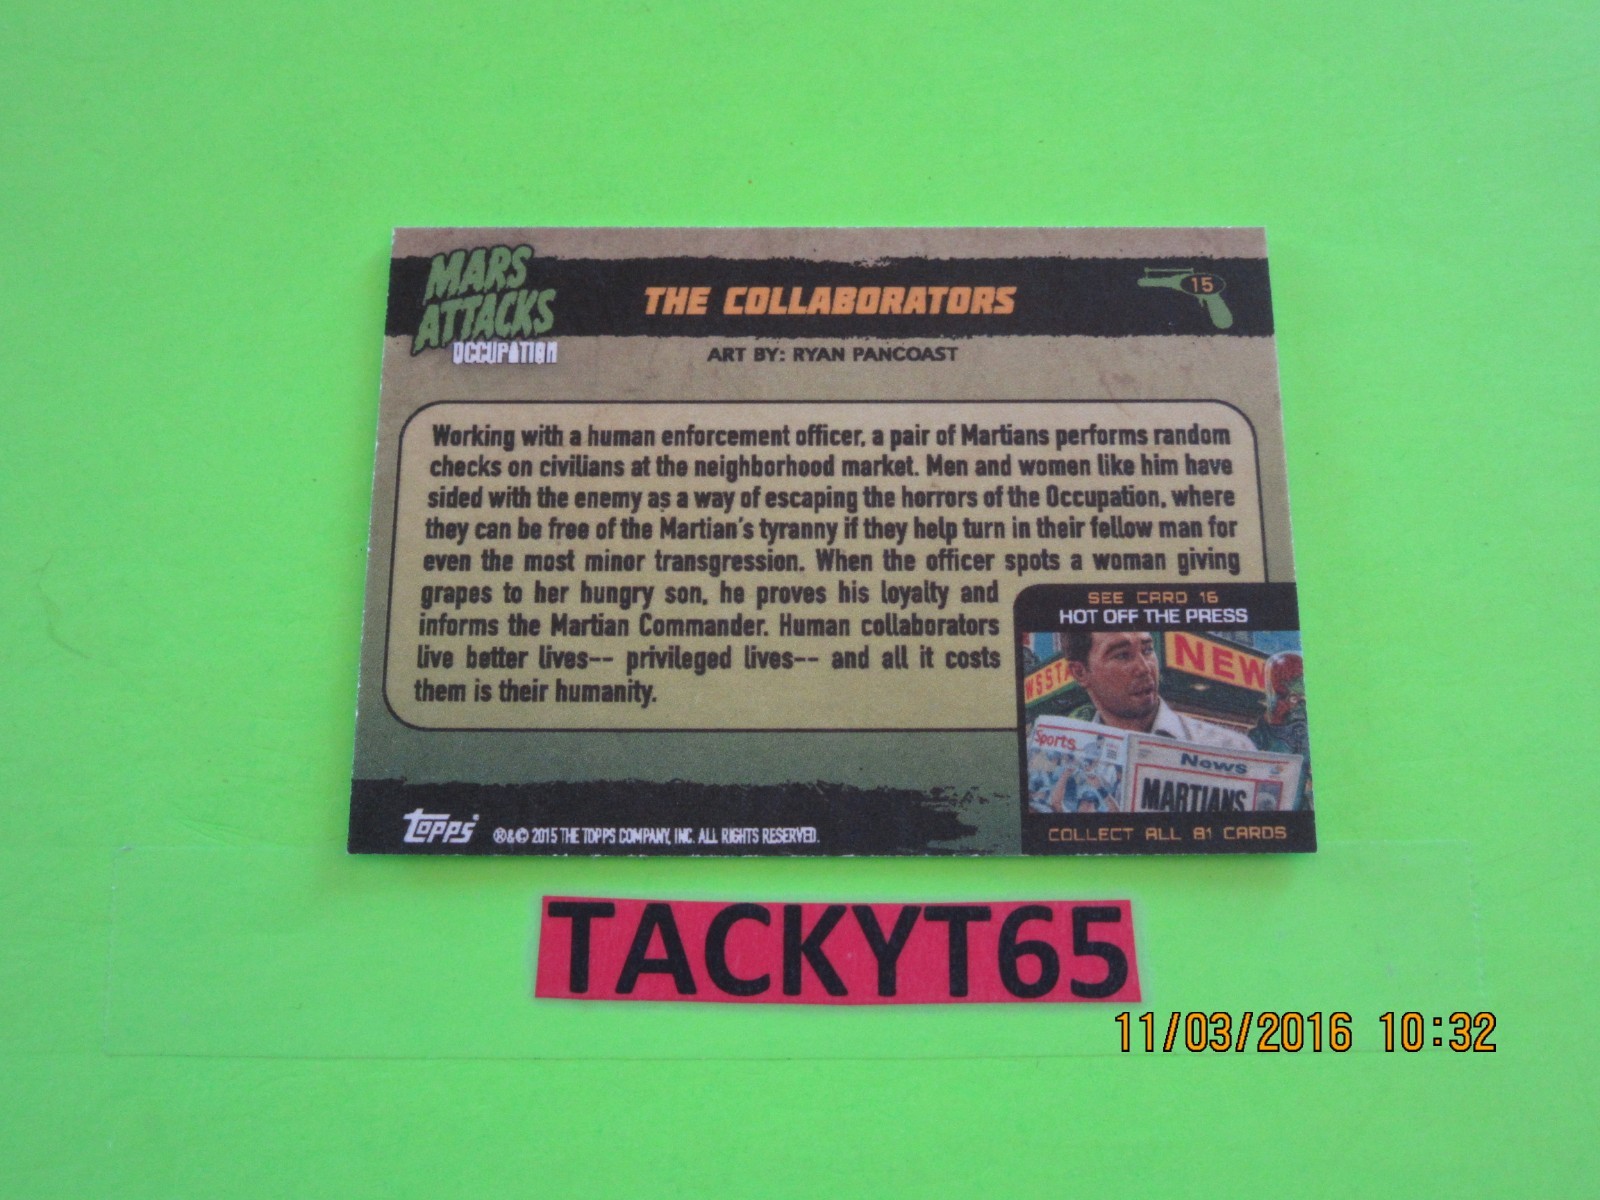 MARS
ATTACKS
OCCUPATION
THE COLLABORATORS
15
ART BY: RYAN PANCOAST
Working with a human enforcement officer, a pair of Martians performs random
checks on civilians at the neighborhood market. Men and women like him have
sided with the enemy as a way of escaping the horrors of the Occupation, where
they can be free of the Martian's tyranny if they help turn in their fellow man for
even the most minor transgression. When the officer spots a woman giving
grapes to her hungry son, he proves his loyalty and
informs the Martian Commander. Human collaborators
live better lives-- privileged lives-- and all it costs
them is their humanity.
SEE CARD 16
HOT OFF THE PRESS
WSSTA
NEW
Sports
News
MARTIANS
COLLECT ALL 81 CARDS
topps
®&© 2015 THE TOPPS COMPANY, INC. ALL RIGHTS RESERVED.
TACKYT65
11/03/2016 10:32